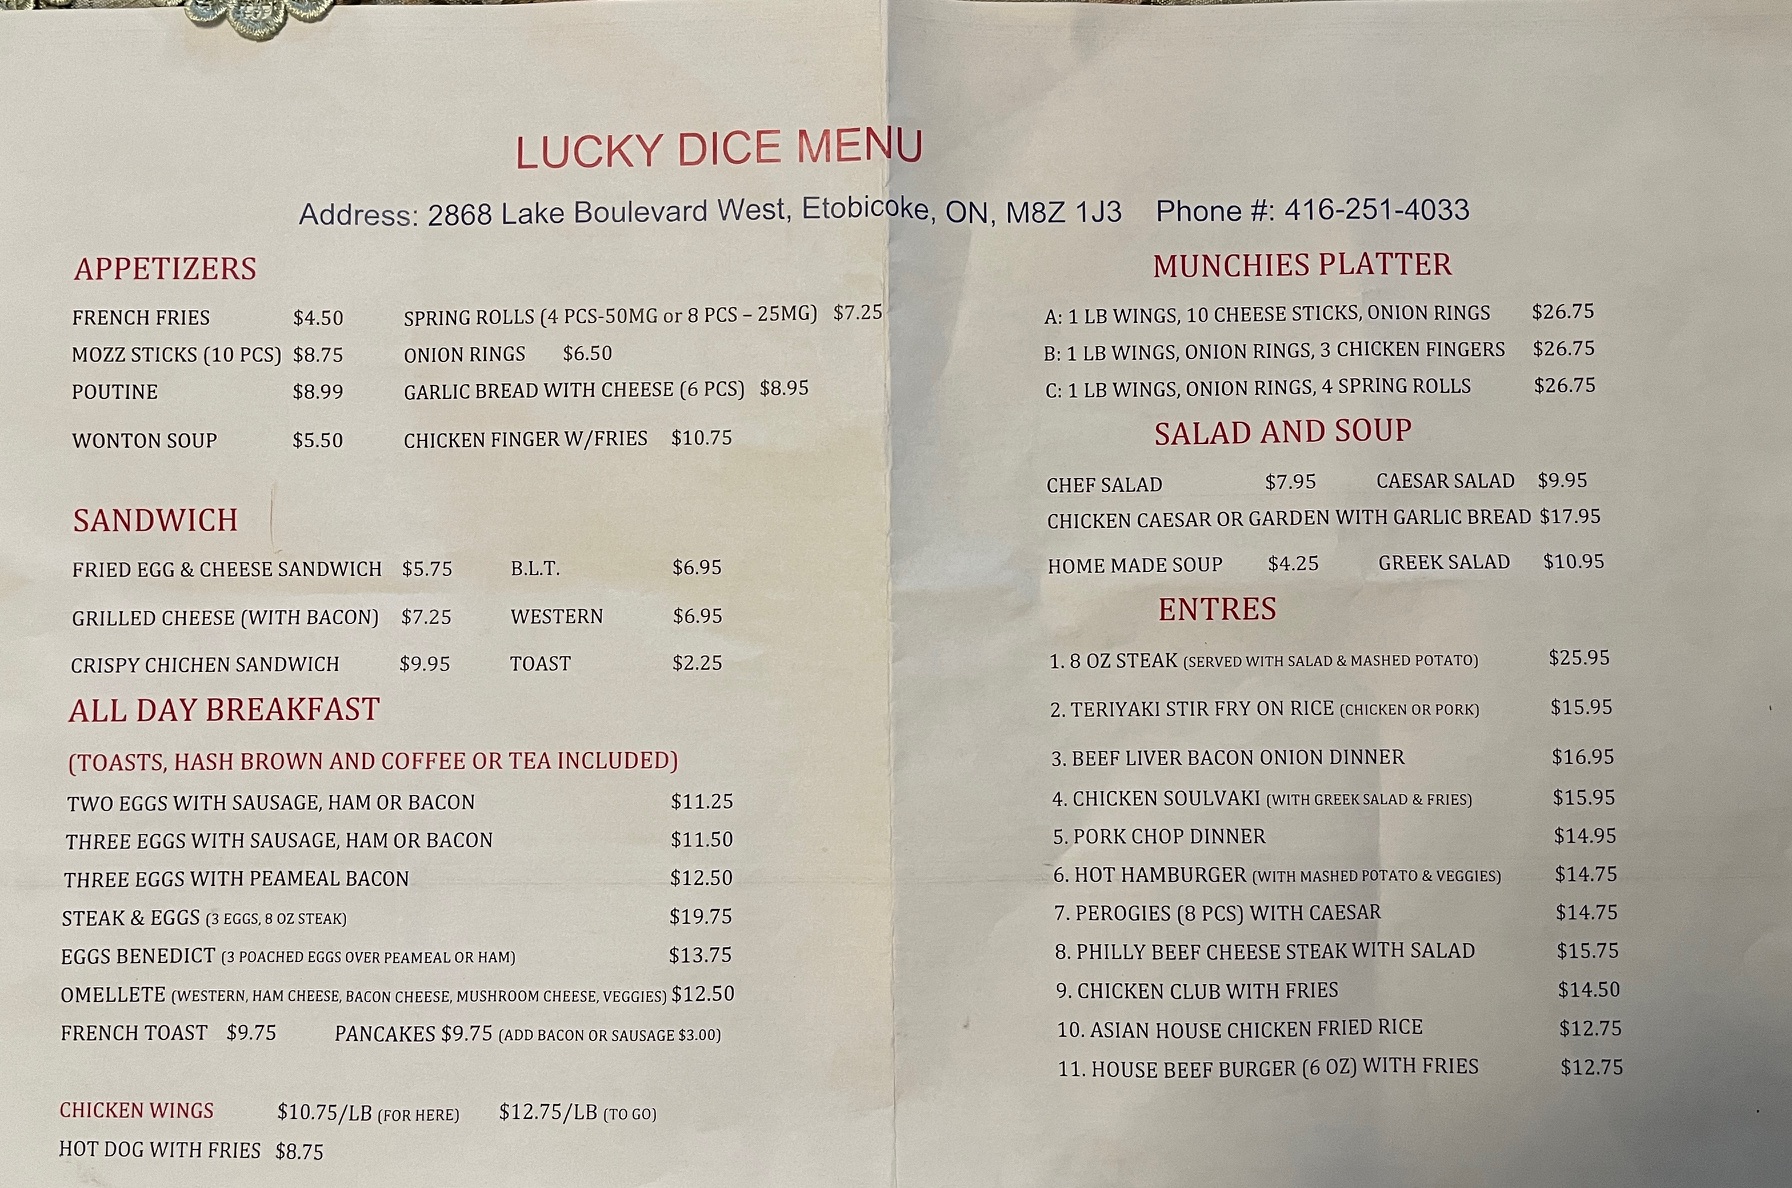 LUCKY DICE MENU
Address: 2868 Lake Boulevard West, Etobicoke, ON, M8Z 1J3 Phone #: 416-251-4033
APPETIZERS
FRENCH FRIES $4.50 SPRING ROLLS (4 PCS-50MG or 8 PCS – 25MG) $7.25
MOZZ STICKS (10 PCS) $8.75 ONION RINGS $6.50
POUTINE $8.99 GARLIC BREAD WITH CHEESE (6 PCS) $8.95
WONTON SOUP $5.50 CHICKEN FINGER W/FRIES $10.75
SANDWICH
FRIED EGG & CHEESE SANDWICH $5.75 B.L.T. $6.95
GRILLED CHEESE (WITH BACON) $7.25 WESTERN $6.95
CRISPY CHICHEN SANDWICH $9.95 TOAST $2.25
ALL DAY BREAKFAST
(TOASTS, HASH BROWN AND COFFEE OR TEA INCLUDED)
TWO EGGS WITH SAUSAGE, HAM OR BACON $11.25
THREE EGGS WITH SAUSAGE, HAM OR BACON $11.50
THREE EGGS WITH PEAMEAL BACON $12.50
STEAK & EGGS (3 EGGS, 8 OZ STEAK) $19.75
EGGS BENEDICT (3 POACHED EGGS OVER PEAMEAL OR HAM) $13.75
OMELLETE (WESTERN, HAM CHEESE, BACON CHEESE, MUSHROOM CHEESE, VEGGIES) $12.50
FRENCH TOAST $9.75 PANCAKES $9.75 (ADD BACON OR SAUSAGE $3.00)
CHICKEN WINGS $10.75/LB (FOR HERE) $12.75/LB (TO GO)
HOT DOG WITH FRIES $8.75
MUNCHIES PLATTER
A: 1 LB WINGS, 10 CHEESE STICKS, ONION RINGS $26.75
B: 1 LB WINGS, ONION RINGS, 3 CHICKEN FINGERS $26.75
C: 1 LB WINGS, ONION RINGS, 4 SPRING ROLLS $26.75
SALAD AND SOUP
CHEF SALAD $7.95 CAESAR SALAD $9.95
CHICKEN CAESAR OR GARDEN WITH GARLIC BREAD $17.95
HOME MADE SOUP $4.25 GREEK SALAD $10.95
ENTRES
1. 8 OZ STEAK (SERVED WITH SALAD & MASHED POTATO) $25.95
2. TERIYAKI STIR FRY ON RICE (CHICKEN OR PORK) $15.95
3. BEEF LIVER BACON ONION DINNER $16.95
4. CHICKEN SOULVAKI (WITH GREEK SALAD & FRIES) $15.95
5. PORK CHOP DINNER $14.95
6. HOT HAMBURGER (WITH MASHED POTATO & VEGGIES) $14.75
7. PEROGIES (8 PCS) WITH CAESAR $14.75
8. PHILLY BEEF CHEESE STEAK WITH SALAD $15.75
9. CHICKEN CLUB WITH FRIES $14.50
10. ASIAN HOUSE CHICKEN FRIED RICE $12.75
11. HOUSE BEEF BURGER (6 OZ) WITH FRIES $12.75